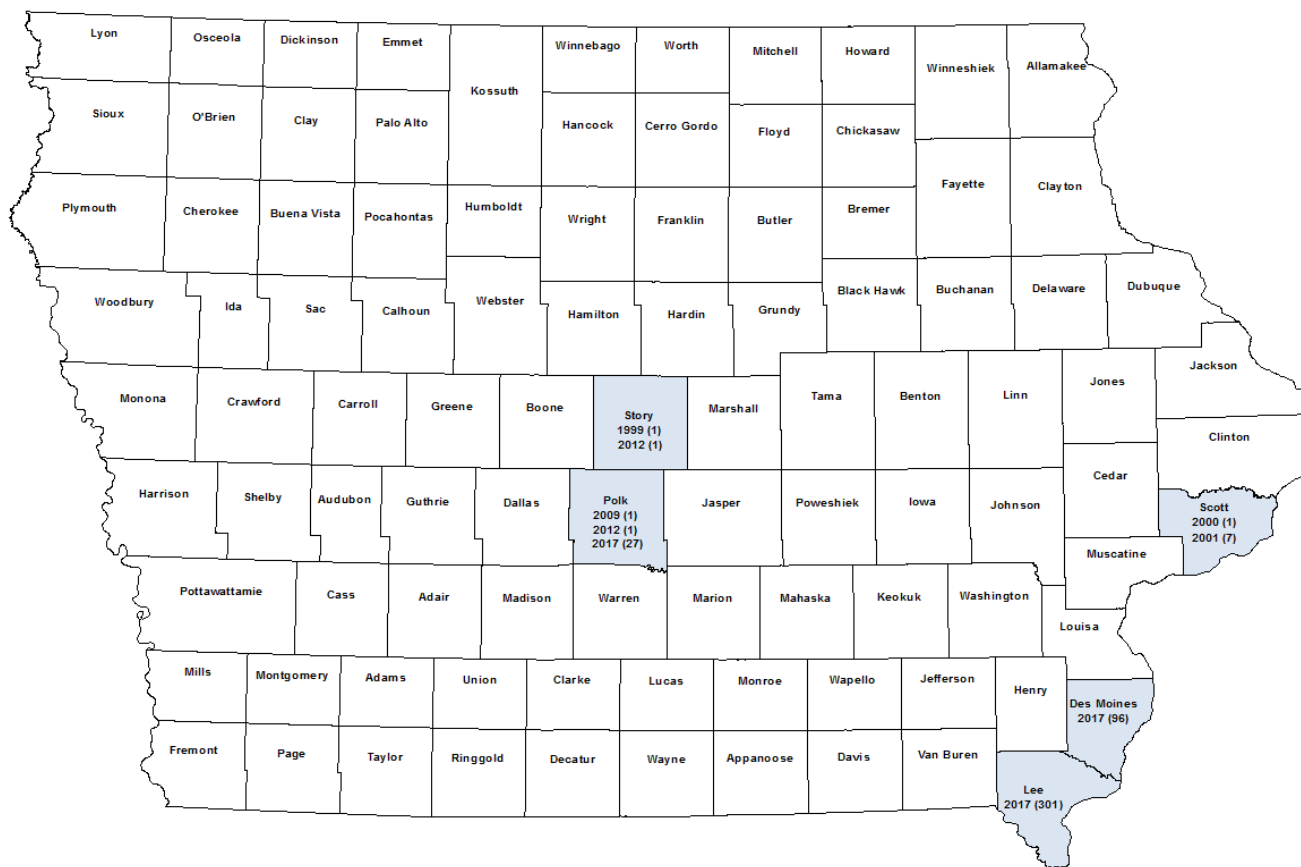 Lyon
Osceola
Dickinson
Emmet
Kossuth
Winnebago
Worth
Mitchell
Howard
Winneshiek
Allamakee
Sioux
O'Brien
Clay
Palo Alto
Hancock
Cerro Gordo
Floyd
Chickasaw
Fayette
Clayton
Plymouth
Cherokee
Buena Vista
Pocahontas
Humboldt
Wright
Franklin
Butler
Bremer
Woodbury
Ida
Sac
Calhoun
Webster
Hamilton
Hardin
Grundy
Black Hawk
Buchanan
Delaware
Dubuque
Monona
Crawford
Carroll
Greene
Boone
Story
1999 (1)
2012 (1)
Marshall
Tama
Benton
Linn
Jones
Jackson
Clinton
Harrison
Shelby
Audubon
Guthrie
Dallas
Polk
2009 (1)
2012 (1)
2017 (27)
Jasper
Poweshiek
Iowa
Johnson
Cedar
Scott
2000 (1)
2001 (7)
Muscatine
Pottawattamie
Cass
Adair
Madison
Warren
Marion
Mahaska
Keokuk
Washington
Louisa
Mills
Montgomery
Adams
Union
Clarke
Lucas
Monroe
Wapello
Jefferson
Henry
Des Moines
2017 (96)
Fremont
Page
Taylor
Ringgold
Decatur
Wayne
Appanoose
Davis
Van Buren
Lee
2017 (301)